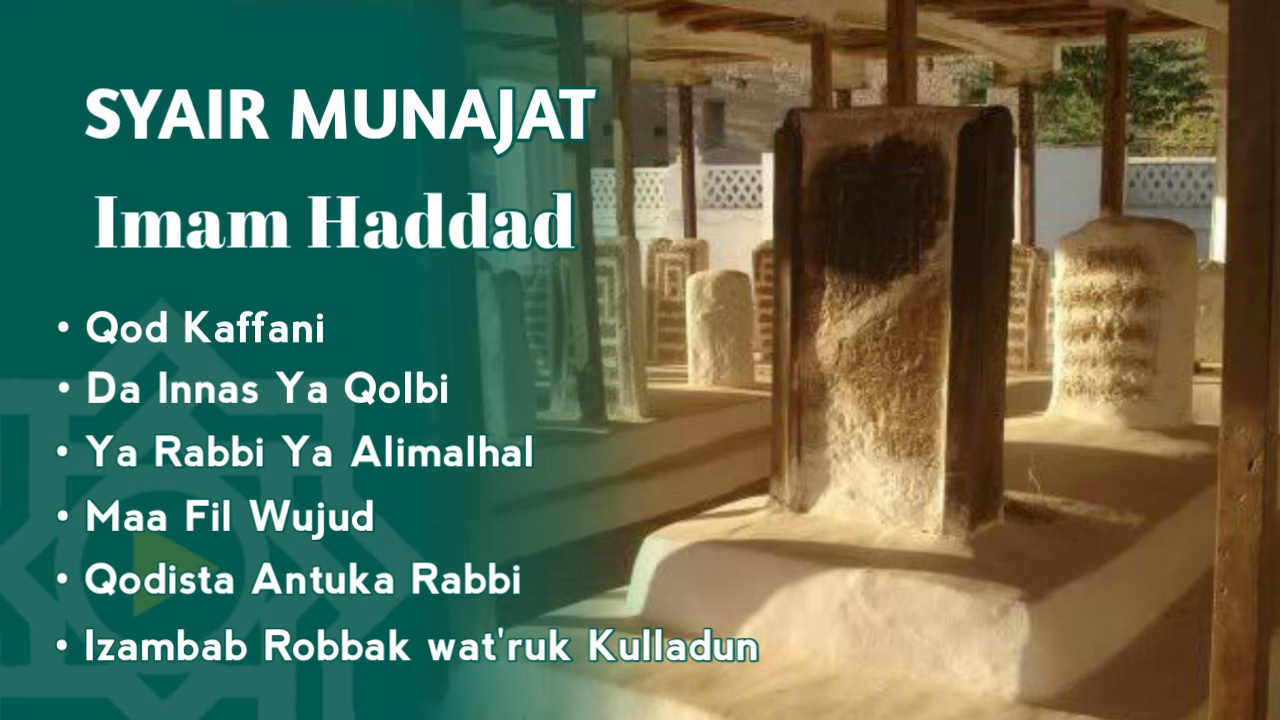 SYAIR MUNAJAT
Imam Haddad
• Qod Kaffani
• Da Innas Ya Qolbi
• Ya Rabbi Ya Alimalhal
• Maa Fil Wujud
• Qodista Antuka Rabbi
• Izambab Robbak wat'ruk Kulladun